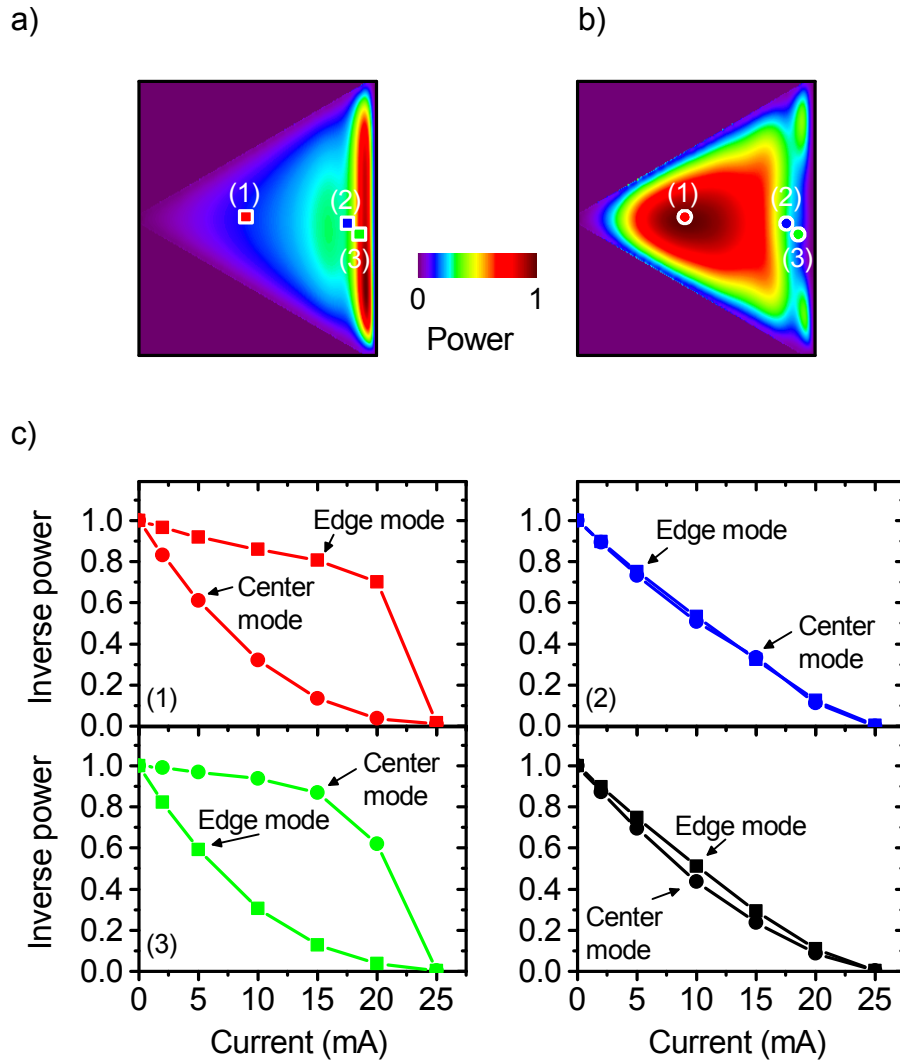 a)
b)
(1)
(2)
(3)
(1)
(2)
(3)
0
1
Power
c)
Inverse power
1.0
0.8
0.6
0.4
0.2
0.0
Edge mode
Center
mode
(1)
Edge mode
Center
mode
(2)
Inverse power
1.0
0.8
0.6
0.4
0.2
0.0
Center
mode
Edge mode
(3)
Edge mode
Center
mode
0 5 10 15 20 25
0 5 10 15 20 25
Current (mA)
Current (mA)